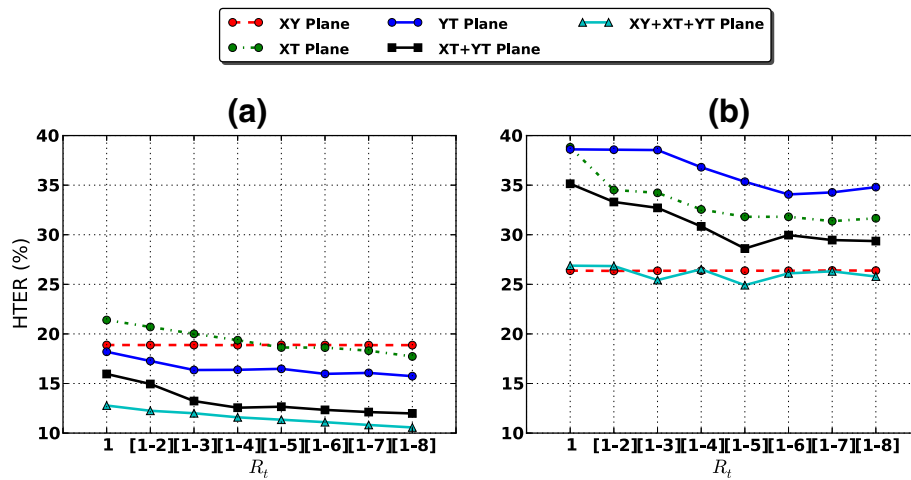 XY Plane
XT Plane
YT Plane
XT+YT Plane
XY+XT+YT Plane
(a)
(b)
HTER (%)
40
35
30
25
20
15
10
1 [1-2] [1-3] [1-4] [1-5] [1-6] [1-7] [1-8]
R_t
40
35
30
25
20
15
10
1 [1-2] [1-3] [1-4] [1-5] [1-6] [1-7] [1-8]
R_t